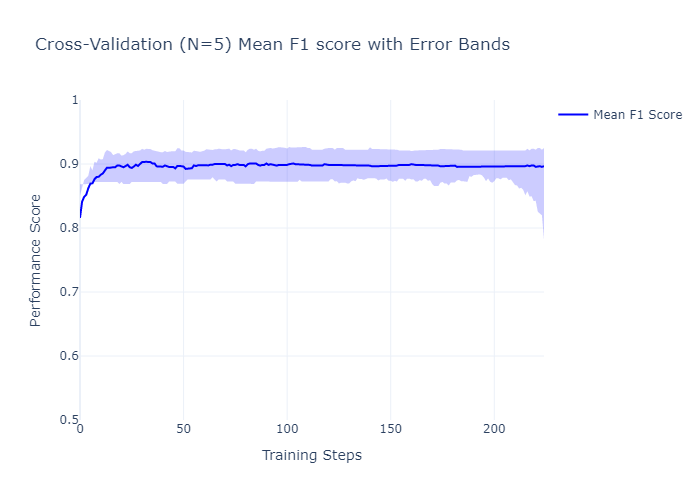 Cross-Validation (N=5) Mean F1 score with Error Bands
Mean F1 Score
Performance Score
1
0.9
0.8
0.7
0.6
0.5
0
50
100
150
200
Training Steps